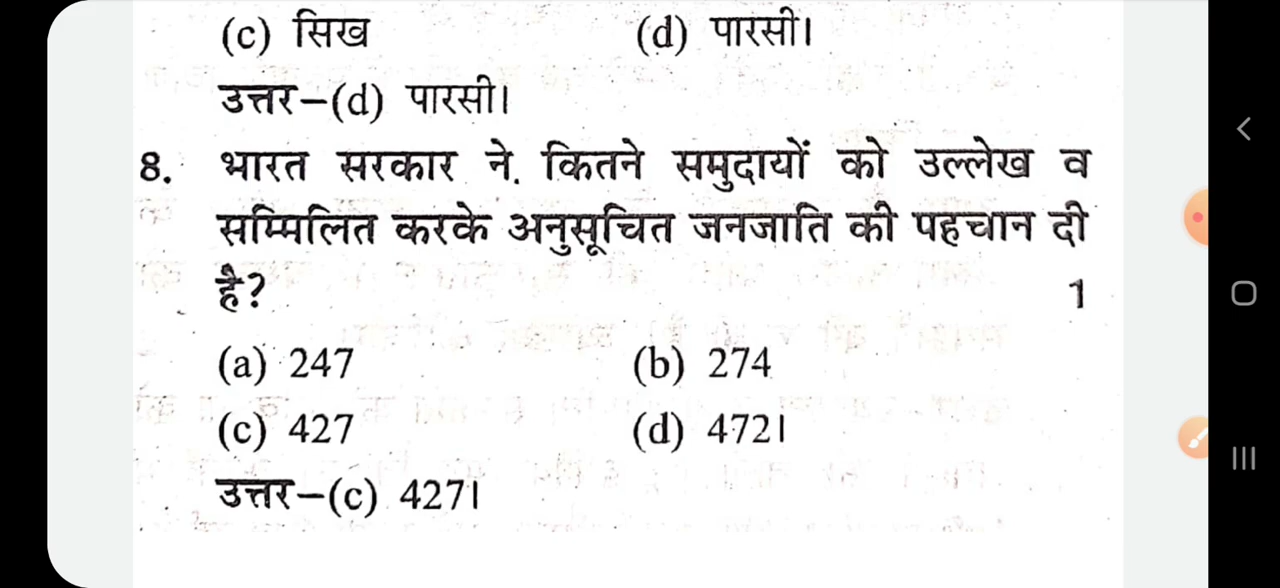 (c) सिख (d) पारसी।
उत्तर–(d) पारसी।
8. भारत सरकार ने. कितने समुदायों को उल्लेख व
सम्मिलित करके अनुसूचित जनजाति की पहचान दी
है? 1
(a) 247 (b) 274
(c) 427 (d) 472।
उत्तर–(c) 427।